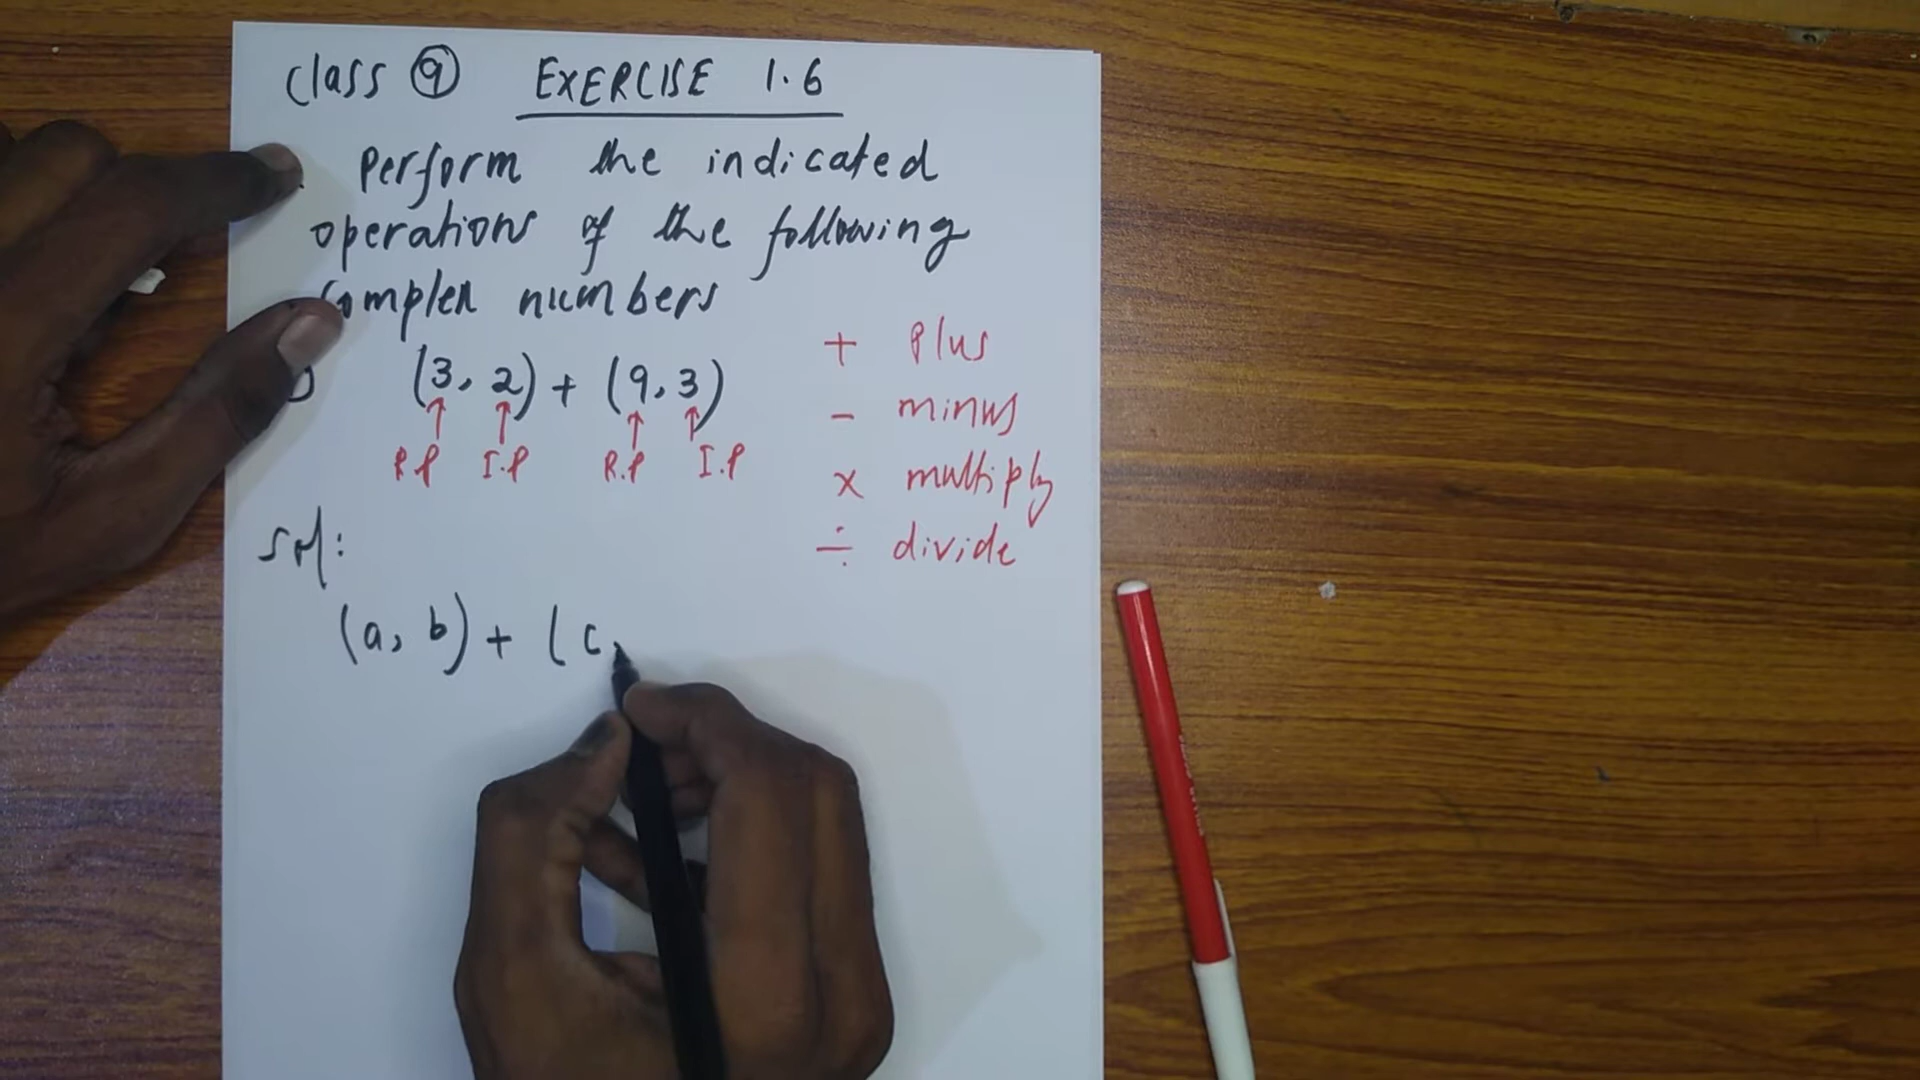 Class 9 EXERCISE 1.6
Perform the indicated
operations of the following
Complex numbers
(3, 2) + (9, 3)
R.P I.P R.P I.P
+ Plus
- minus
× multiply
÷ divide
Sol:
(a, b) + (c,